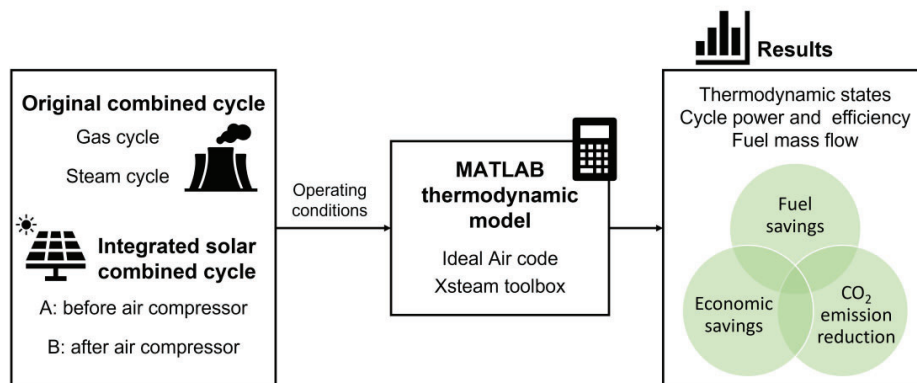 Original combined cycle
Gas cycle
Steam cycle
Integrated solar
combined cycle
A: before air compressor
B: after air compressor
Operating
conditions
MATLAB
thermodynamic
model
Ideal Air code
Xsteam toolbox
Results
Thermodynamic states
Cycle power and efficiency
Fuel mass flow
Fuel
savings
Economic
savings
CO₂
emission
reduction